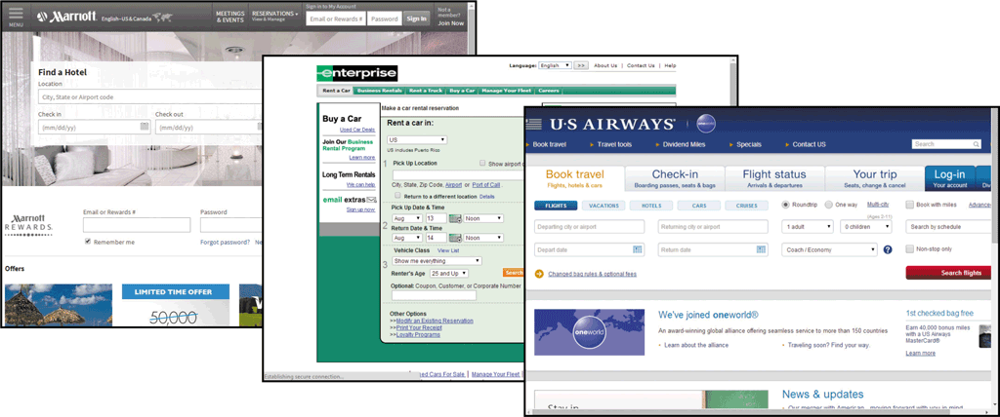 Marriott
English-US&Canada
MENU
MEETINGS
& EVENTS
RESERVATIONS
View & Manage
Sign in to My Account
Email or Rewards #
Password
Sign In
Not a
member?
Join Now
Find a Hotel
Location
City, State or Airport code
Check in
Check out
(mm/dd/yy)
(mm/dd/yy)
Marriott
REWARDS.
Email or Rewards #
Password
Remember me
Forgot password?
Offers
LIMITED TIME OFFER
50,000
enterprise
Language: English >> About Us | Contact Us | Help
Rent a Car | Business Rentals | Rent a Truck | Buy a Car | Manage Your Fleet | Careers
Buy a Car
Used Car Deals
Join Our Business
Rental Program
Learn more
Long Term Rentals
We can help
email extras
Sign up now
Make a car rental reservation
Rent a car in:
US
US includes Puerto Rico
1 Pick Up Location
Show airport
City, State, Zip Code, Airport or Port of Call.
Return to a different location Details
2 Pick Up Date & Time
Aug 13 Noon
Return Date & Time
Aug 14 Noon
3 Vehicle Class View List
Show me everything
Renter's Age 25 and Up
Search
Optional: Coupon, Customer, or Corporate Number
Other Options
>>Modify an Existing Reservation
>>Print Your Receipt
>>Loyalty Programs
Establishing secure connection...
Used Cars For Sale | Manage Your Fleet
U·S AIRWAYS | oneworld
Book travel
Travel tools
Dividend Miles
Specials
Contact US
Search
Book travel
Flights, hotels & cars
Check-in
Boarding passes, seats & bags
Flight status
Arrivals & departures
Your trip
Seats, change & cancel
Log-in
Your account
FLIGHTS
VACATIONS
HOTELS
CARS
CRUISES
Roundtrip
One way
Multi-city
Book with miles
Advanced
(Ages 2-11)
Departing city or airport
Returning city or airport
1 adult
0 children
Search by schedule
Depart date
Return date
Coach / Economy
Non-stop only
Changed bag rules & optional fees
Search flights
oneworld
We've joined oneworld®
An award-winning global alliance offering seamless service to more than 150 countries
Learn about the alliance
Traveling soon? Find your way.
1st checked bag free
Earn 40,000 bonus miles
with a US Airways
MasterCard®
Learn more
Stay in
News & updates
Our merger with American - moving forward with you in mind